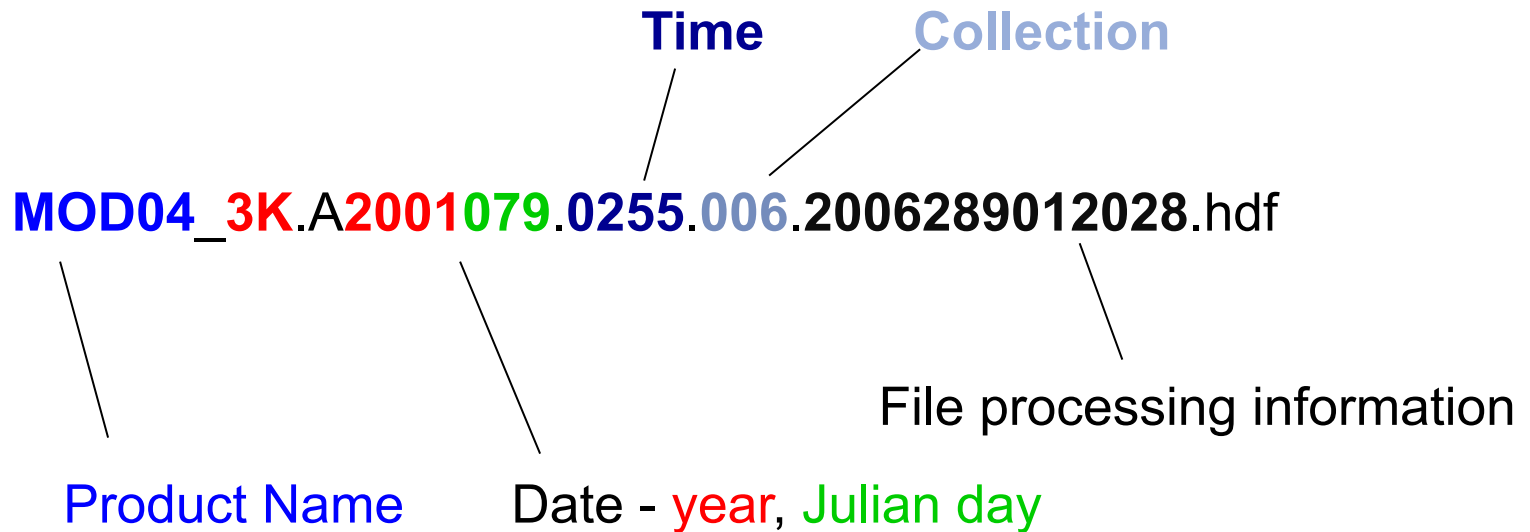 Time Collection
MOD04_3K.A2001079.0255.006.2006289012028.hdf
File processing information
Product Name Date - year, Julian day